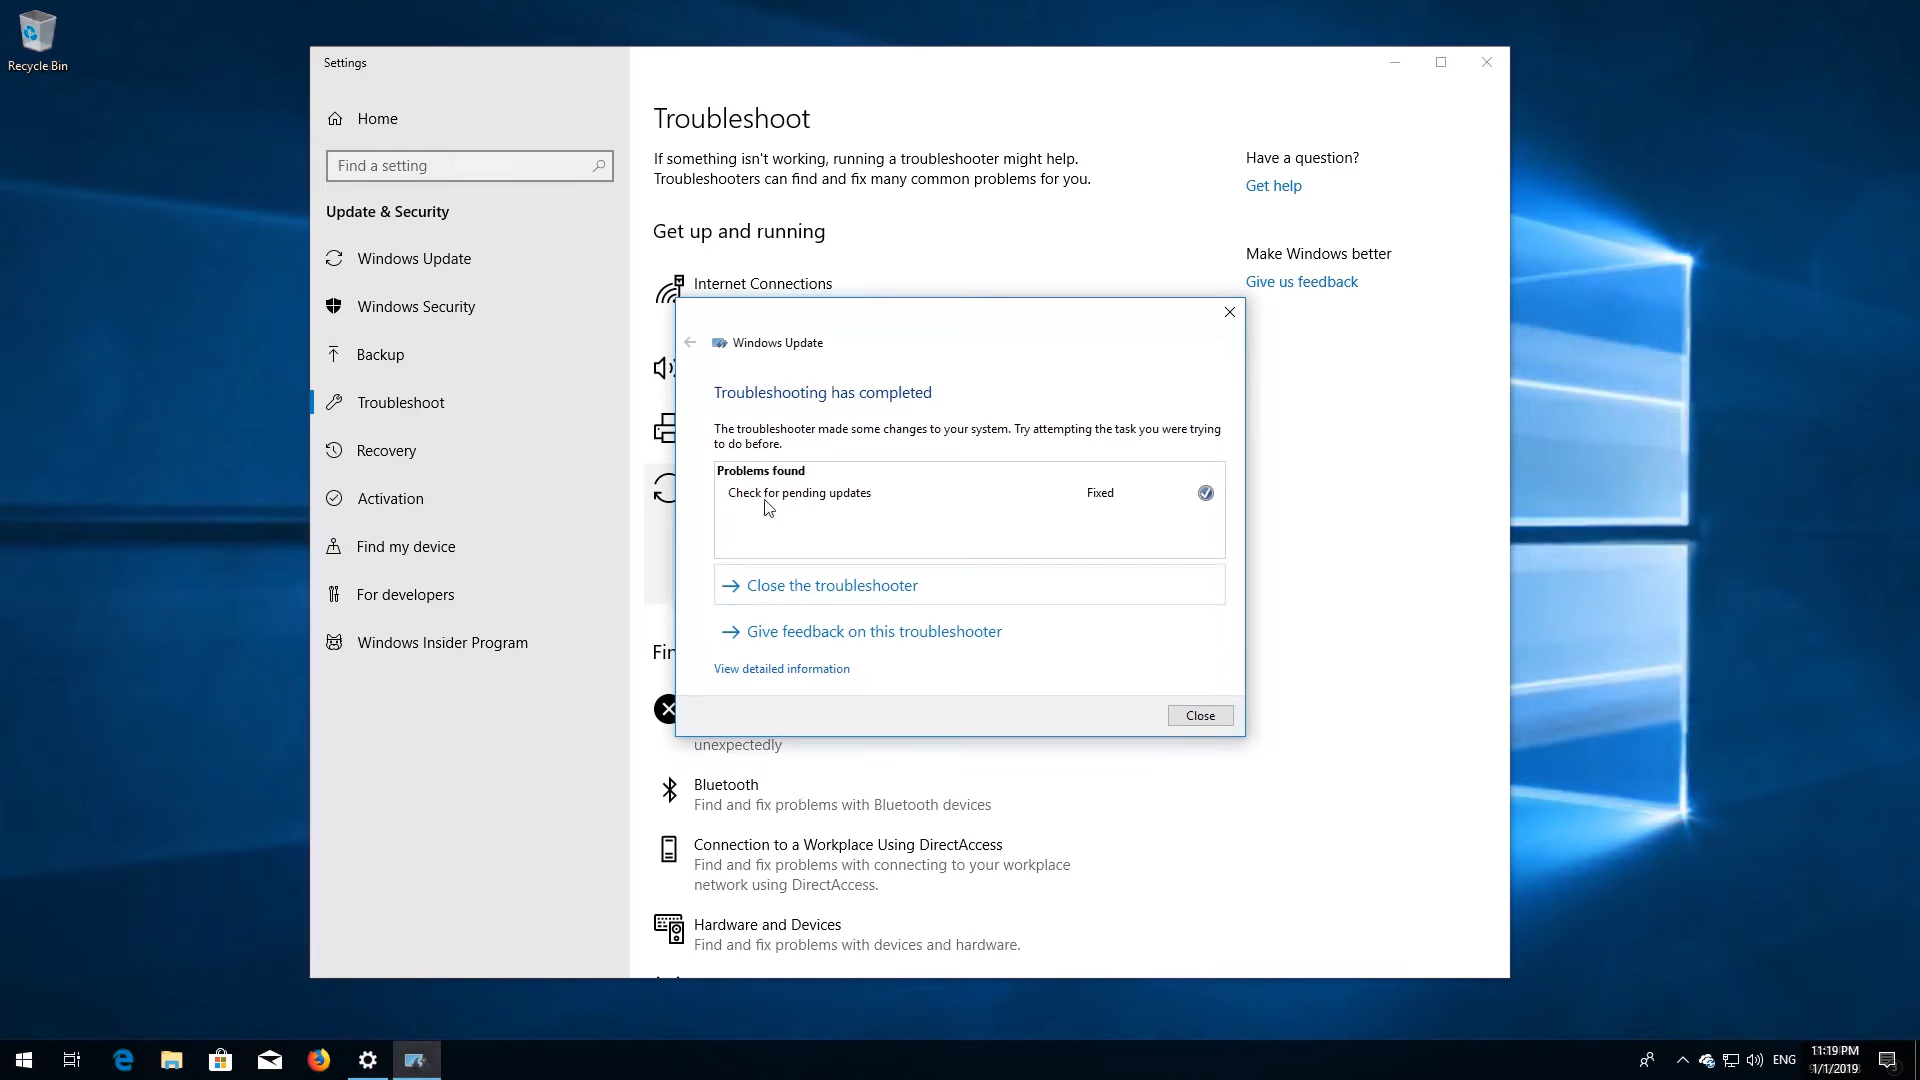 Recycle Bin
Settings
Home
Find a setting
Update & Security
Windows Update
Windows Security
Backup
Troubleshoot
Recovery
Activation
Find my device
For developers
Windows Insider Program
Troubleshoot
If something isn't working, running a troubleshooter might help.
Troubleshooters can find and fix many common problems for you.
Get up and running
Internet Connections
Have a question?
Get help
Make Windows better
Give us feedback
Windows Update
Troubleshooting has completed
The troubleshooter made some changes to your system. Try attempting the task you were trying
to do before.
Problems found
Check for pending updates Fixed
Close the troubleshooter
Give feedback on this troubleshooter
View detailed information
Close
unexpectedly
Bluetooth
Find and fix problems with Bluetooth devices
Connection to a Workplace Using DirectAccess
Find and fix problems with connecting to your workplace
network using DirectAccess.
Hardware and Devices
Find and fix problems with devices and hardware.
ENG
11:19 PM
1/1/2019